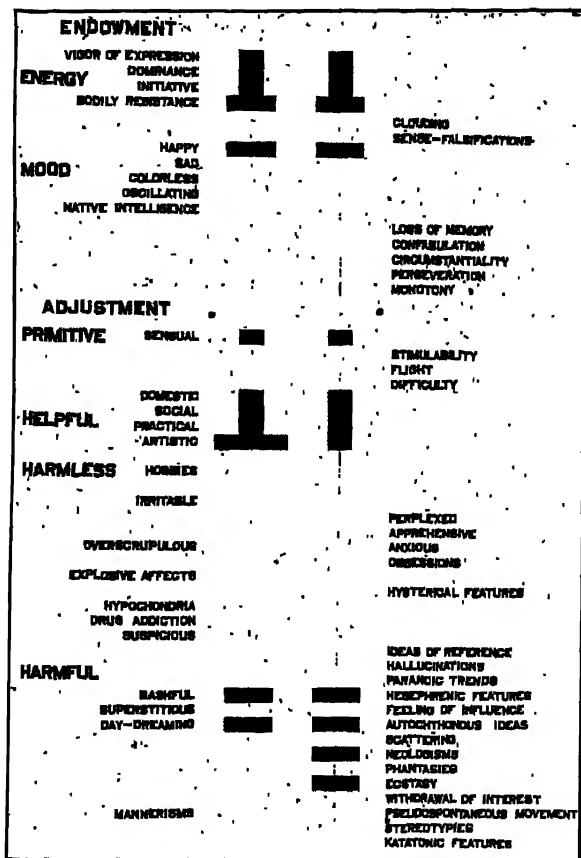 ENDOWMENT
VIGOR OF EXPRESSION
DOMINANCE
ENERGY
INITIATIVE
BODILY RESISTANCE
CLOUDING
SENSE-FALSIFICATIONS
HAPPY
SAD
MOOD
COLORLESS
OSCILLATING
NATIVE INTELLIGENCE
LOSS OF MEMORY
CONFABULATION
CIRCUMSTANTIALITY
PERSEVERATION
MONOTONY
ADJUSTMENT
PRIMITIVE SENSUAL
STIMULABILITY
FLIGHT
DIFFICULTY
DOMESTIC
SOCIAL
HELPFUL
PRACTICAL
ARTISTIC
HARMLESS HOBBIES
IRRITABLE
PERPLEXED
APPREHENSIVE
OVERSCRUPULOUS ANXIOUS
OBSESSIONS
EXPLOSIVE AFFECTS
HYSTERICAL FEATURES
HYPOCHONDRIA
DRUG ADDICTION
SUSPICIOUS
IDEAS OF REFERENCE
HALLUCINATIONS
HARMFUL
PARANOIC TRENDS
BASHFUL HEBEPHRENIC FEATURES
SUPERSTITIOUS FEELING OF INFLUENCE
DAY-DREAMING AUTOCHTHONOUS IDEAS
SCATTERING
NEOLOGISMS
PHANTASIES
ECSTASY
WITHDRAWAL OF INTEREST
MANNERISMS PSEUDOSPONTANEOUS MOVEMENT
STEREOTYPIES
KATATONIC FEATURES